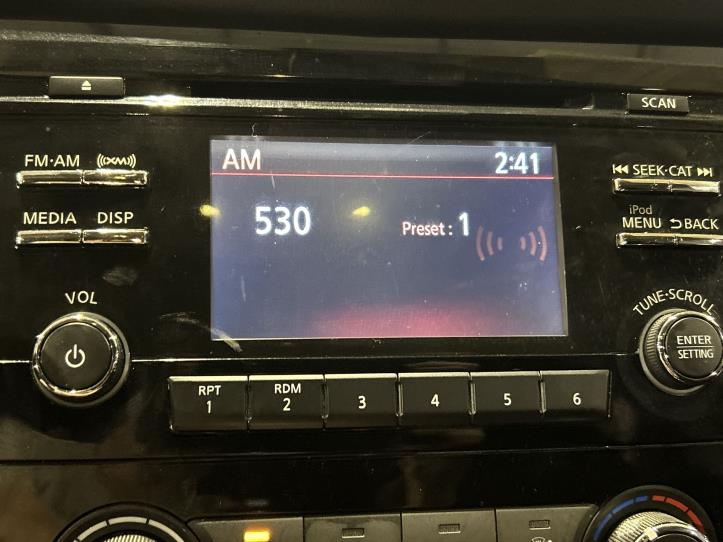 SCAN
FM·AM ((XM))
AM 2:41
SEEK·CAT
530
Preset: 1
iPod
MENU BACK
MEDIA DISP
VOL
TUNE·SCROLL
ENTER
SETTING
RPT
1
RDM
2
3
4
5
6